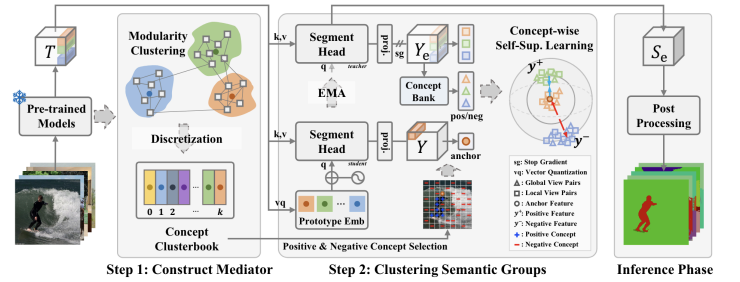 T
Pre-trained
Models
Modularity
Clustering
Discretization
0 1 2 ... k
Concept
Clusterbook
Step 1: Construct Mediator
k,v
Segment
Head
teacher
q
proj.
sg
Y_e
Concept
Bank
pos/neg
EMA
k,v
Segment
Head
student
q
proj.
Y
anchor
vq
...
Prototype Emb
Positive & Negative Concept Selection
Concept-wise
Self-Sup. Learning
y⁺
y⁻
sg: Stop Gradient
vq: Vector Quantization
: Global View Pairs
: Local View Pairs
: Anchor Feature
y⁺: Positive Feature
y⁻: Negative Feature
: Positive Concept
: Negative Concept
Step 2: Clustering Semantic Groups
S_e
Post
Processing
Inference Phase